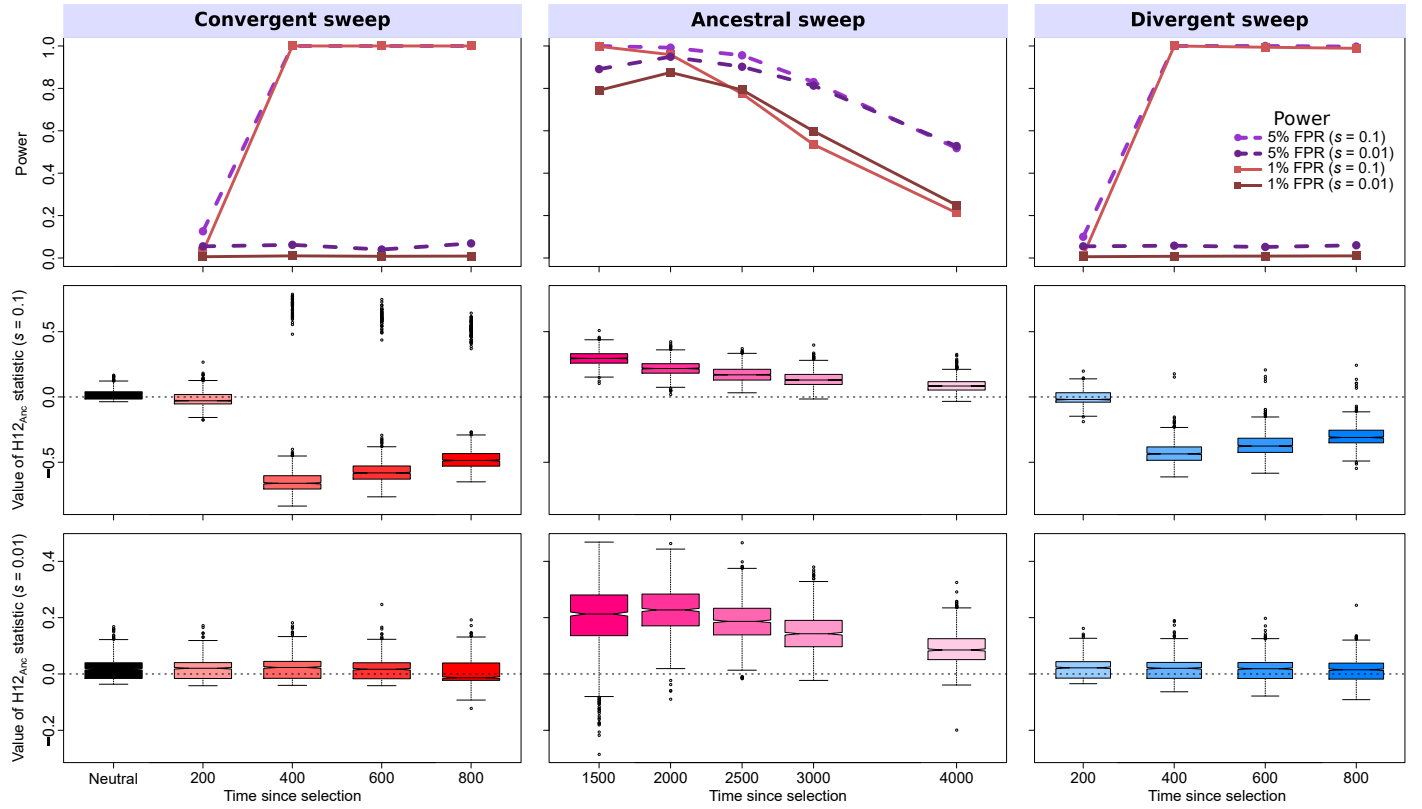 Convergent sweep
Ancestral sweep
Divergent sweep
Power
0.0 0.2 0.4 0.6 0.8 1.0
Power
5% FPR (s = 0.1)
5% FPR (s = 0.01)
1% FPR (s = 0.1)
1% FPR (s = 0.01)
Value of H12Anc statistic (s = 0.1)
−0.5 0.0 0.5
Value of H12Anc statistic (s = 0.01)
−0.2 0.0 0.2 0.4
Neutral 200 400 600 800
1500 2000 2500 3000 4000
200 400 600 800
Time since selection
Time since selection
Time since selection